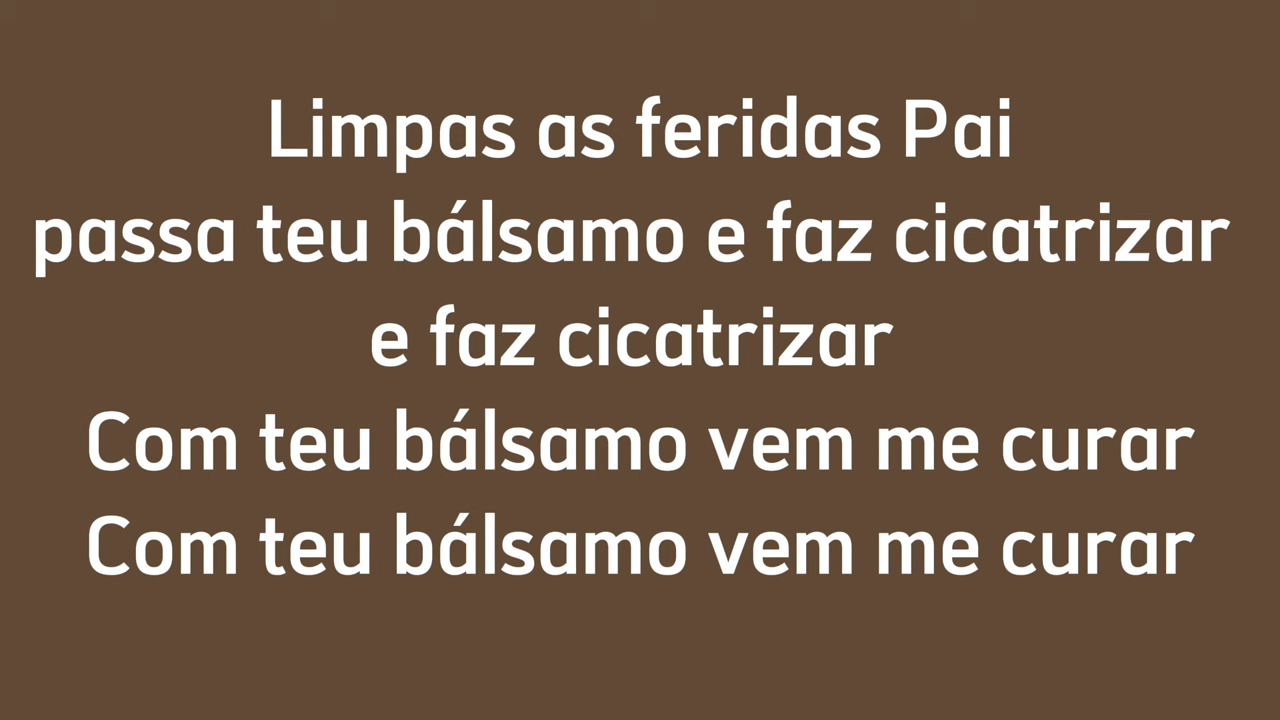 Limpas as feridas Pai
passa teu bálsamo e faz cicatrizar
e faz cicatrizar
Com teu bálsamo vem me curar
Com teu bálsamo vem me curar